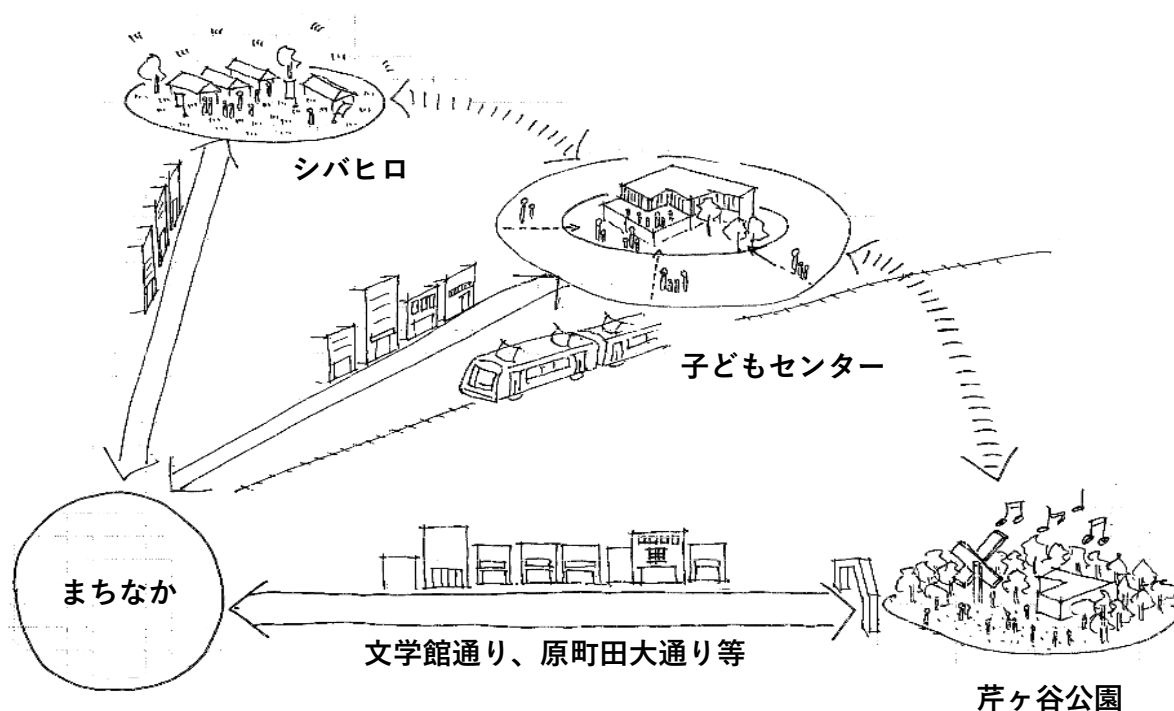 シバヒロ
子どもセンター
まちなか
文学館通り、原町田大通り等
芹ヶ谷公園